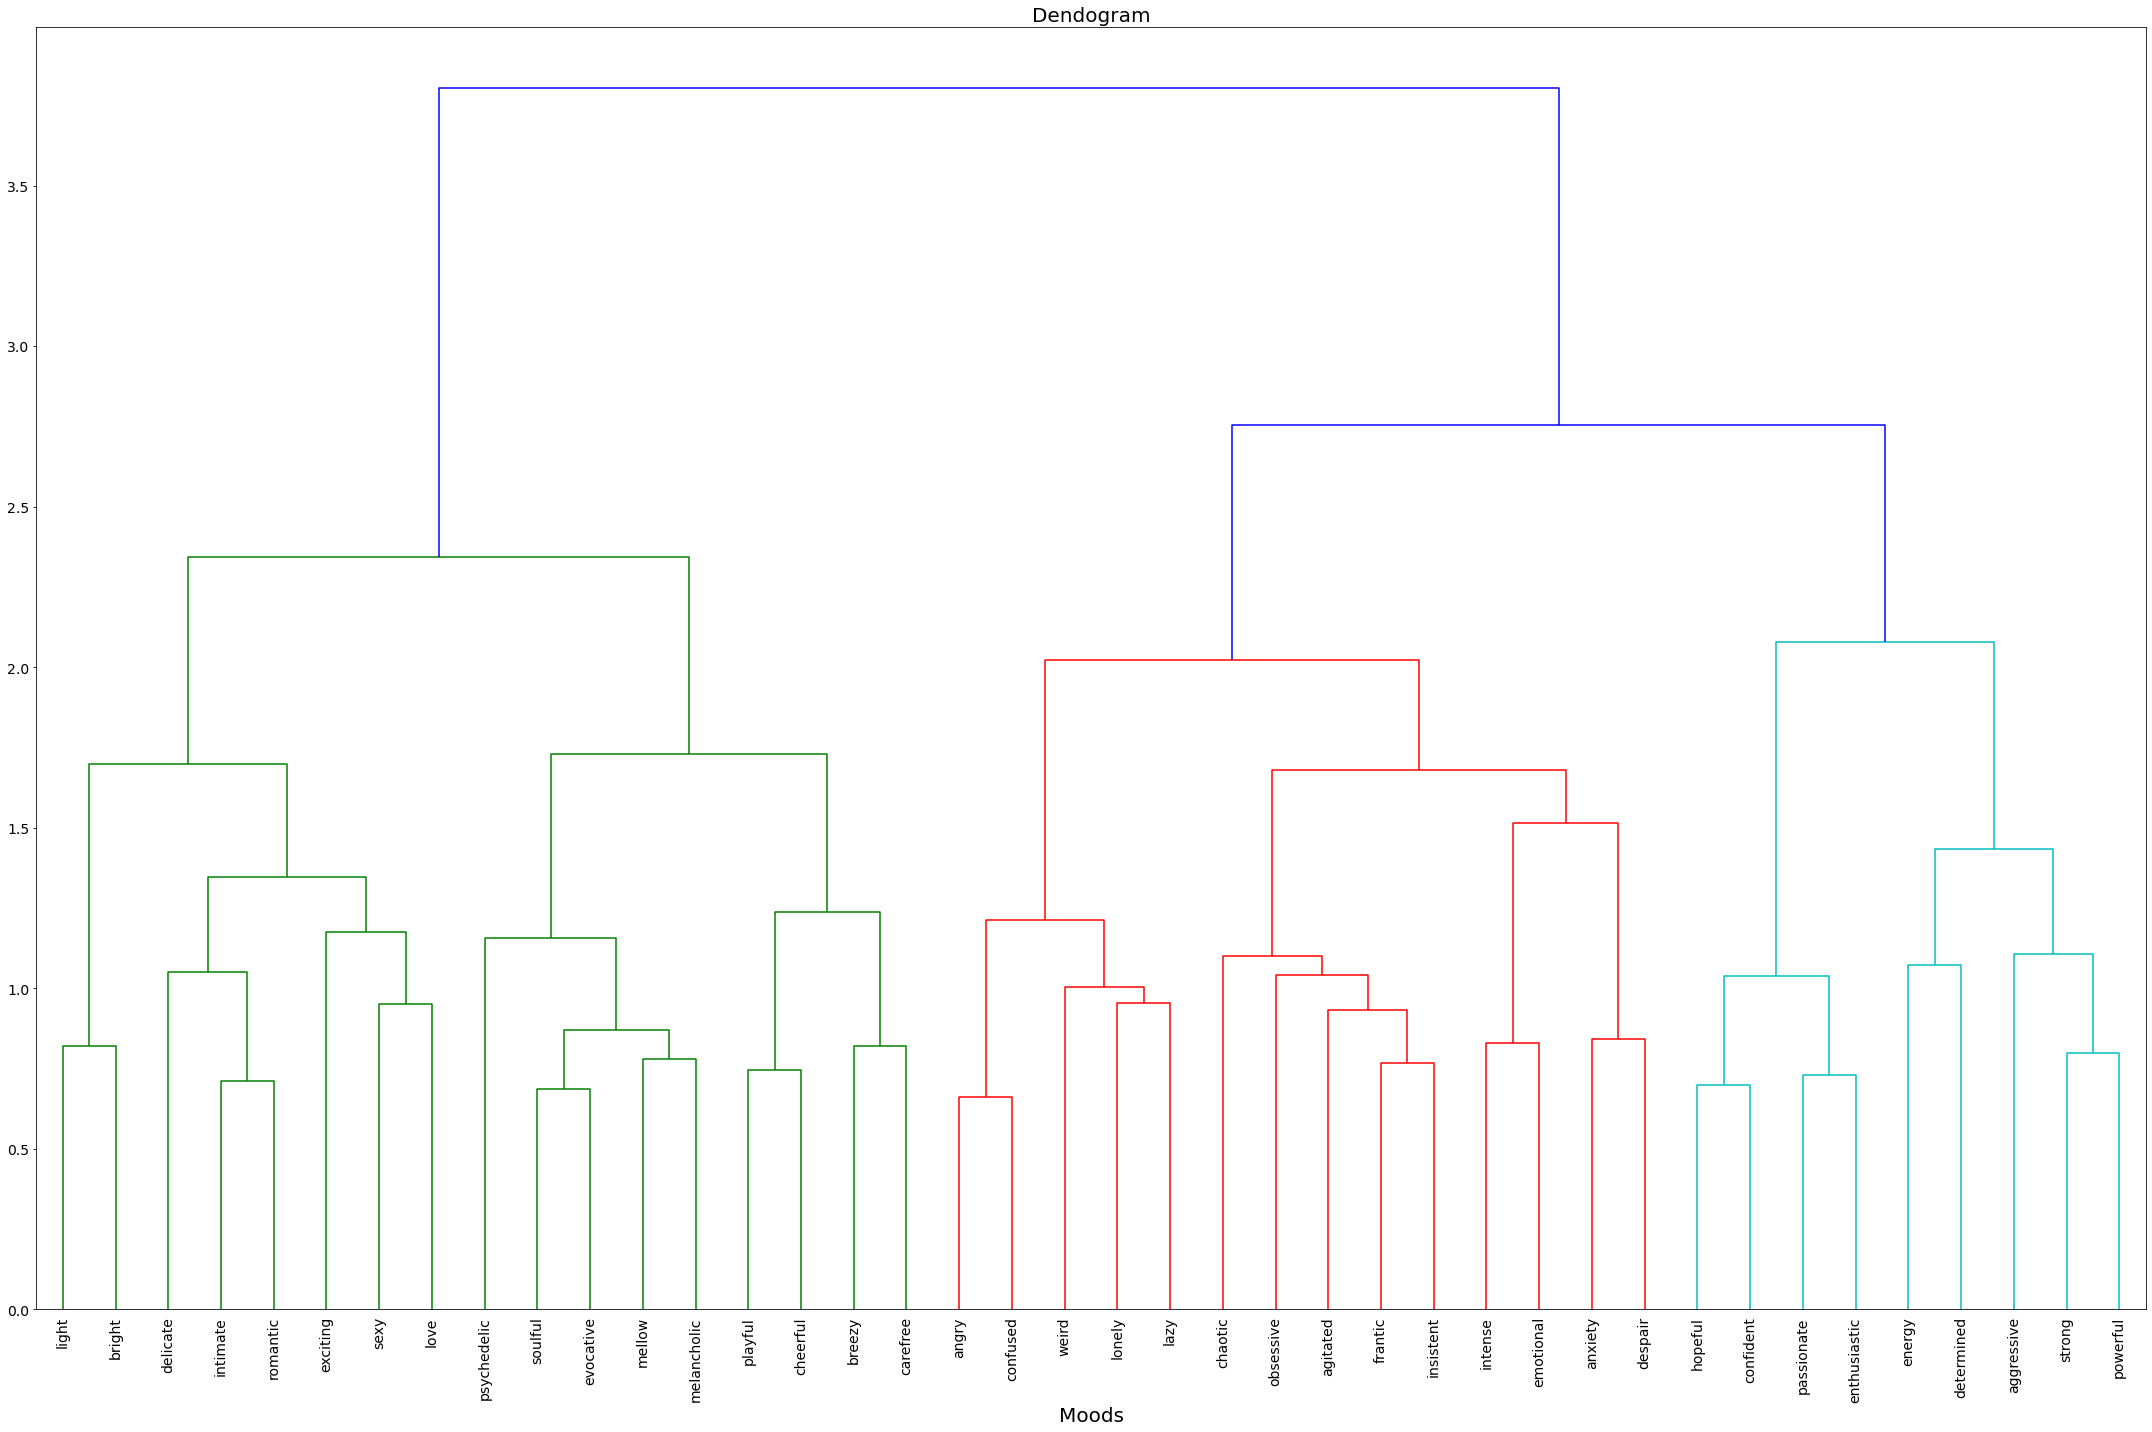 Dendogram
3.5
3.0
2.5
2.0
1.5
1.0
0.5
0.0
light bright delicate intimate romantic exciting sexy love psychedelic soulful evocative mellow melancholic playful cheerful breezy carefree angry confused weird lonely lazy chaotic obsessive agitated frantic insistent intense emotional anxiety despair hopeful confident passionate enthusiastic energy determined aggressive strong powerful
Moods